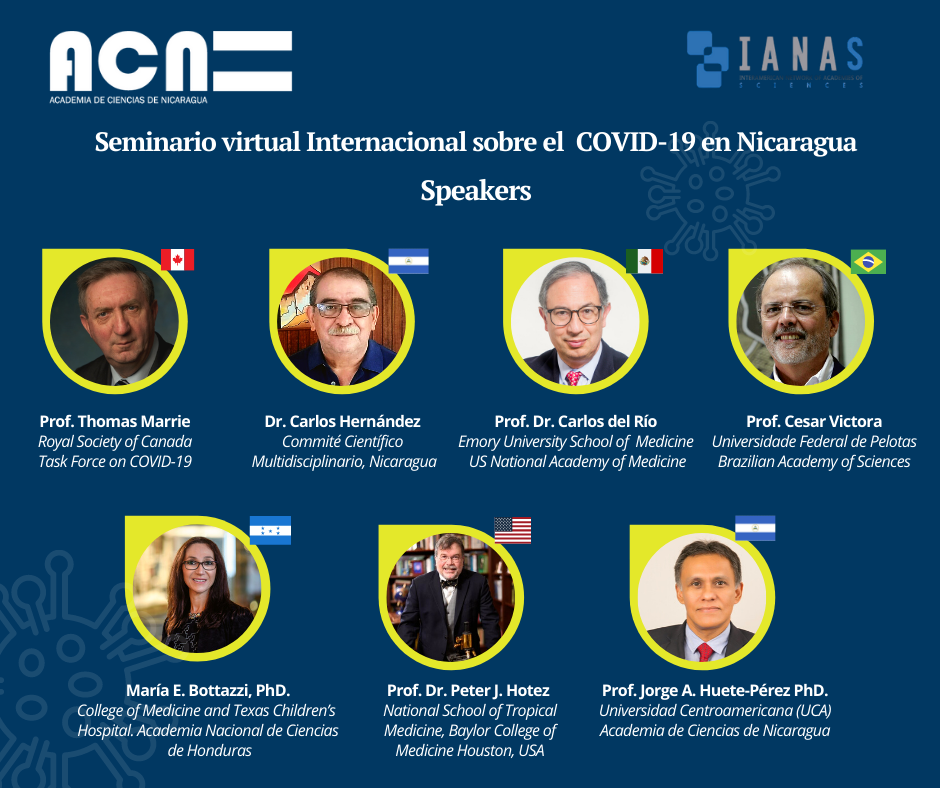 ACN
ACADEMIA DE CIENCIAS DE NICARAGUA
IANAS
INTERAMERICAN NETWORK OF ACADEMIES OF
SCIENCES
Seminario virtual Internacional sobre el COVID-19 en Nicaragua
Speakers
Prof. Thomas Marrie
Royal Society of Canada
Task Force on COVID-19
Dr. Carlos Hernández
Commité Científico
Multidisciplinario, Nicaragua
Prof. Dr. Carlos del Río
Emory University School of Medicine
US National Academy of Medicine
Prof. Cesar Victora
Universidade Federal de Pelotas
Brazilian Academy of Sciences
María E. Bottazzi, PhD.
College of Medicine and Texas Children's
Hospital. Academia Nacional de Ciencias
de Honduras
Prof. Dr. Peter J. Hotez
National School of Tropical
Medicine, Baylor College of
Medicine Houston, USA
Prof. Jorge A. Huete-Pérez PhD.
Universidad Centroamericana (UCA)
Academia de Ciencias de Nicaragua